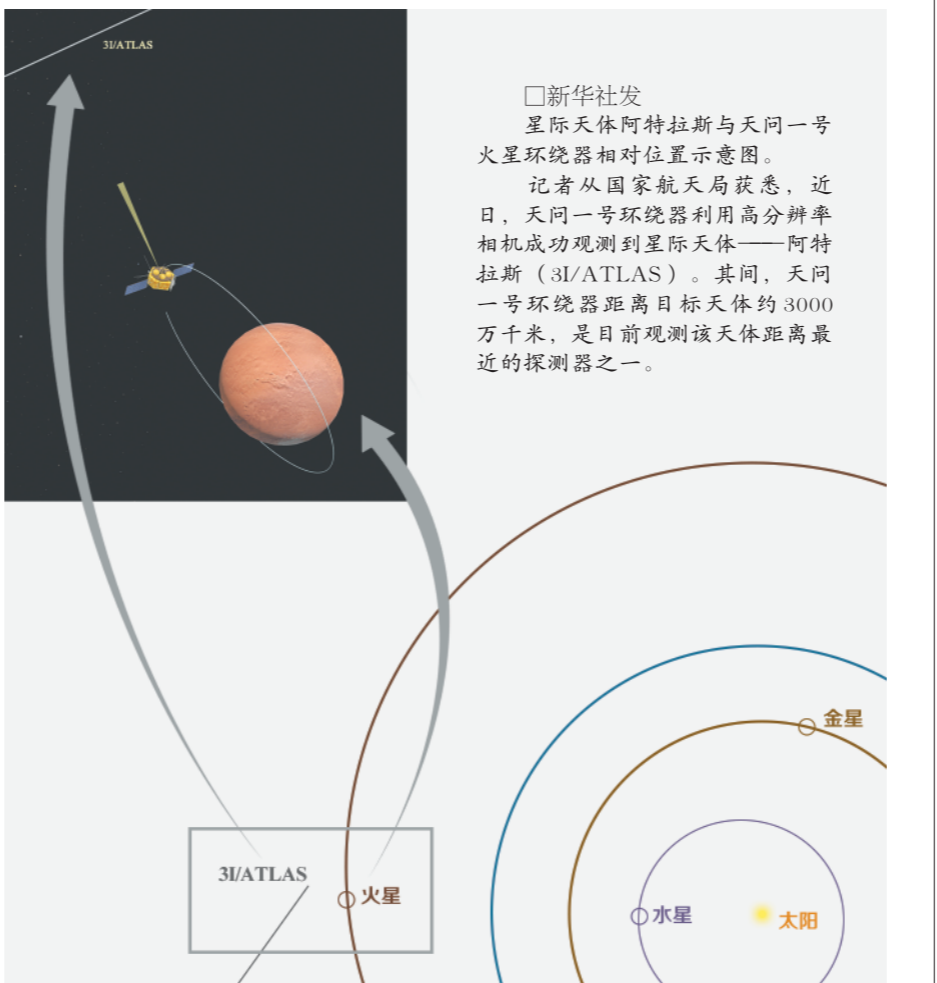 3I/ATLAS
□新华社发
星际天体阿特拉斯与天问一号
火星环绕器相对位置示意图。
记者从国家航天局获悉，近
日，天问一号环绕器利用高分辨率
相机成功观测到星际天体——阿特
拉斯（3I/ATLAS）。其间，天问
一号环绕器距离目标天体约3000
万千米，是目前观测该天体距离最
近的探测器之一。
金星
3I/ATLAS
火星
水星
太阳